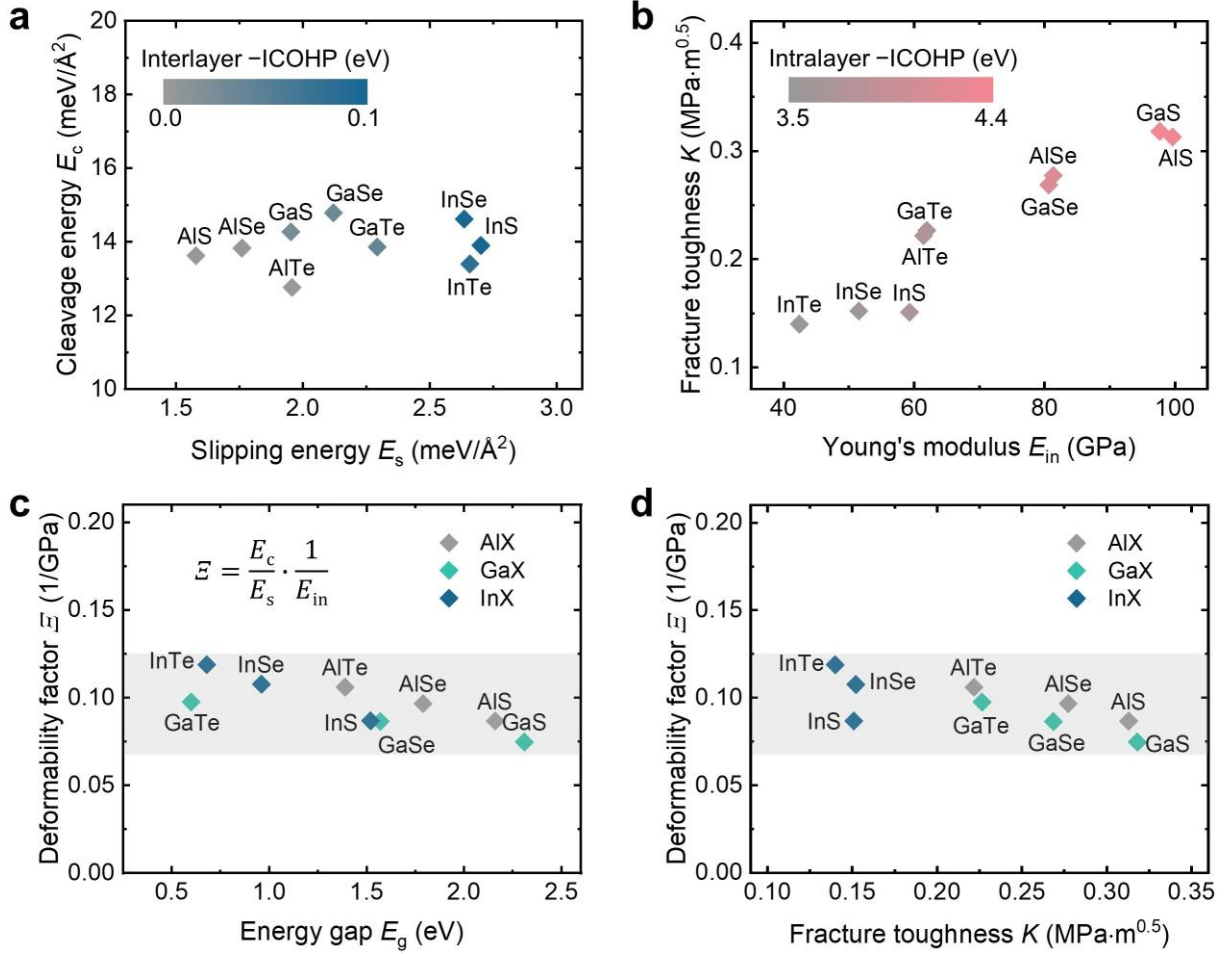 a
Cleavage energy Ec (meV/Å²)
20
18
16
14
12
10
Interlayer −ICOHP (eV)
0.0 0.1
AlS
AlSe
GaS
GaSe
GaTe
AlTe
InSe
InS
InTe
1.5 2.0 2.5 3.0
Slipping energy Es (meV/Å²)
b
Fracture toughness K (MPa·m^0.5)
0.4
0.3
0.2
0.1
Intralayer −ICOHP (eV)
3.5 4.4
GaS
AlS
AlSe
GaSe
GaTe
AlTe
InTe
InSe
InS
40 60 80 100
Young's modulus Ein (GPa)
c
Deformability factor Ξ (1/GPa)
0.20
0.15
0.10
0.05
0.00
Ξ = Ec/Es · 1/Ein
AlX
GaX
InX
InTe
InSe
AlTe
AlSe
AlS
GaTe
InS
GaSe
GaS
0.5 1.0 1.5 2.0 2.5
Energy gap Eg (eV)
d
Deformability factor Ξ (1/GPa)
0.20
0.15
0.10
0.05
0.00
AlX
GaX
InX
InTe
InSe
InS
AlTe
GaTe
AlSe
GaSe
AlS
GaS
0.10 0.15 0.20 0.25 0.30 0.35
Fracture toughness K (MPa·m^0.5)